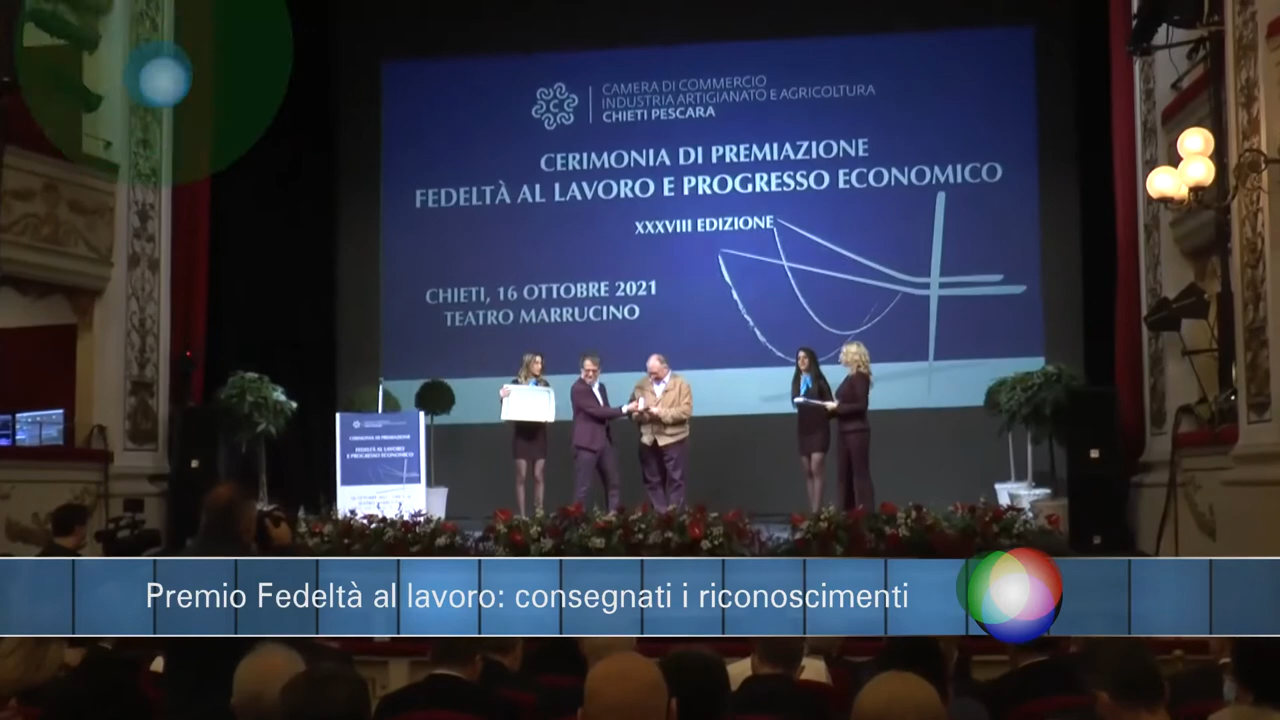 CAMERA DI COMMERCIO
INDUSTRIA ARTIGIANATO E AGRICOLTURA
CHIETI PESCARA
CERIMONIA DI PREMIAZIONE
FEDELTÀ AL LAVORO E PROGRESSO ECONOMICO
XXXVIII EDIZIONE
CHIETI, 16 OTTOBRE 2021
TEATRO MARRUCINO
CERIMONIA DI PREMIAZIONE
FEDELTÀ AL LAVORO
E PROGRESSO ECONOMICO
Premio Fedeltà al lavoro: consegnati i riconoscimenti